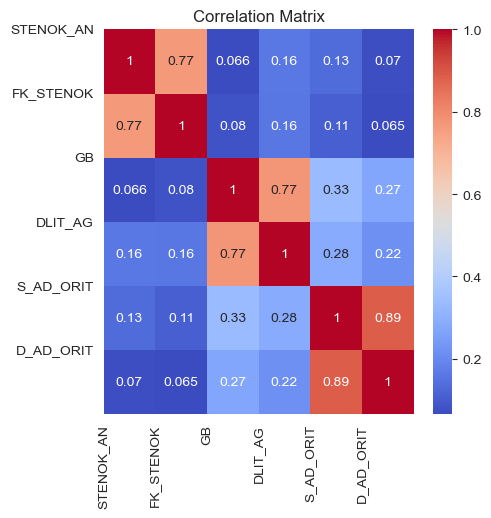 Correlation Matrix
STENOK_AN
1 0.77 0.066 0.16 0.13 0.07
FK_STENOK
0.77 1 0.08 0.16 0.11 0.065
GB
0.066 0.08 1 0.77 0.33 0.27
DLIT_AG
0.16 0.16 0.77 1 0.28 0.22
S_AD_ORIT
0.13 0.11 0.33 0.28 1 0.89
D_AD_ORIT
0.07 0.065 0.27 0.22 0.89 1
STENOK_AN
FK_STENOK
GB
DLIT_AG
S_AD_ORIT
D_AD_ORIT
1.0
0.8
0.6
0.4
0.2